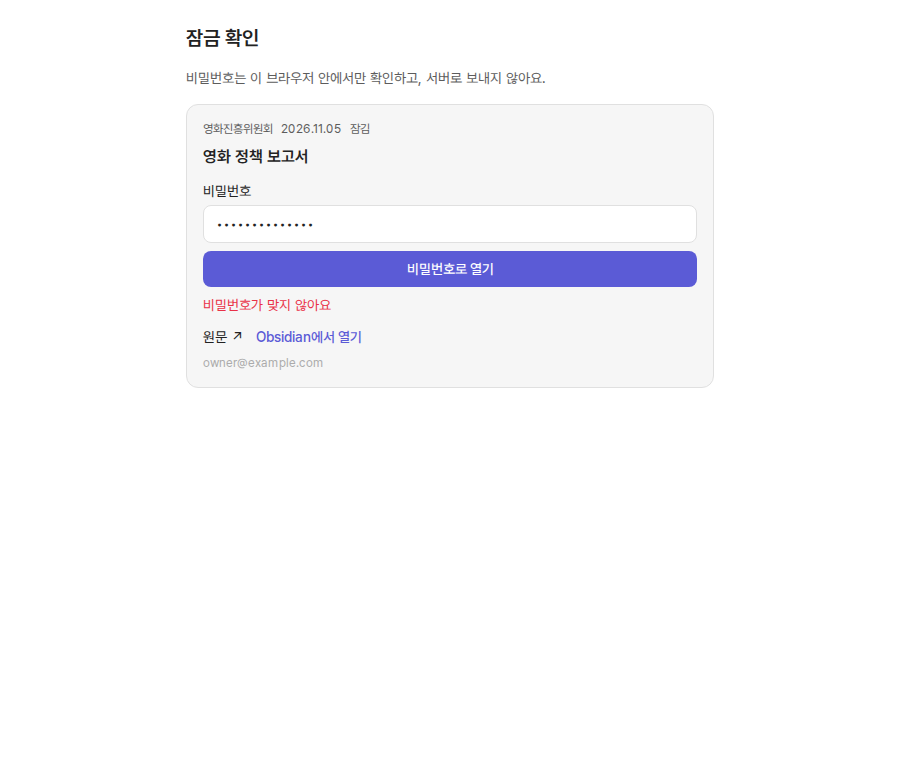 잠금 확인
비밀번호는 이 브라우저 안에서만 확인하고, 서버로 보내지 않아요.
영화진흥위원회 2026.11.05 잠김
영화 정책 보고서
비밀번호
••••••••••••••
비밀번호로 열기
비밀번호가 맞지 않아요
원문 ↗ Obsidian에서 열기
owner@example.com